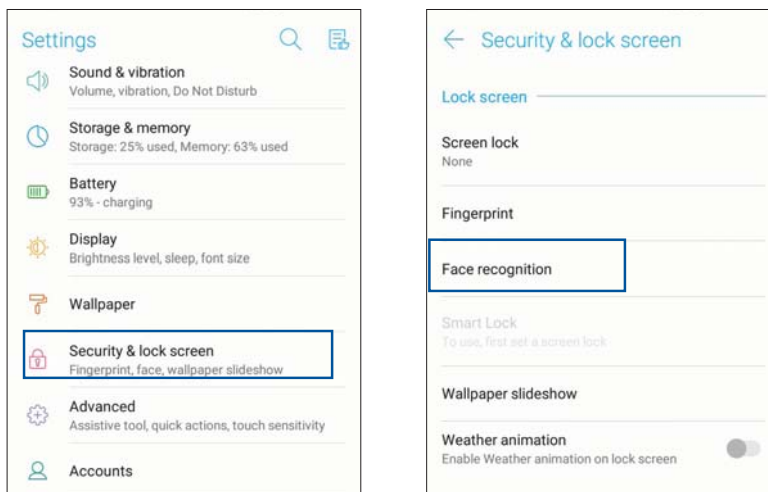 Settings
Sound & vibration
Volume, vibration, Do Not Disturb
Storage & memory
Storage: 25% used, Memory: 63% used
Battery
93% - charging
Display
Brightness level, sleep, font size
Wallpaper
Security & lock screen
Fingerprint, face, wallpaper slideshow
Advanced
Assistive tool, quick actions, touch sensitivity
Accounts
Security & lock screen
Lock screen
Screen lock
None
Fingerprint
Face recognition
Smart Lock
To use, first set a screen lock
Wallpaper slideshow
Weather animation
Enable Weather animation on lock screen